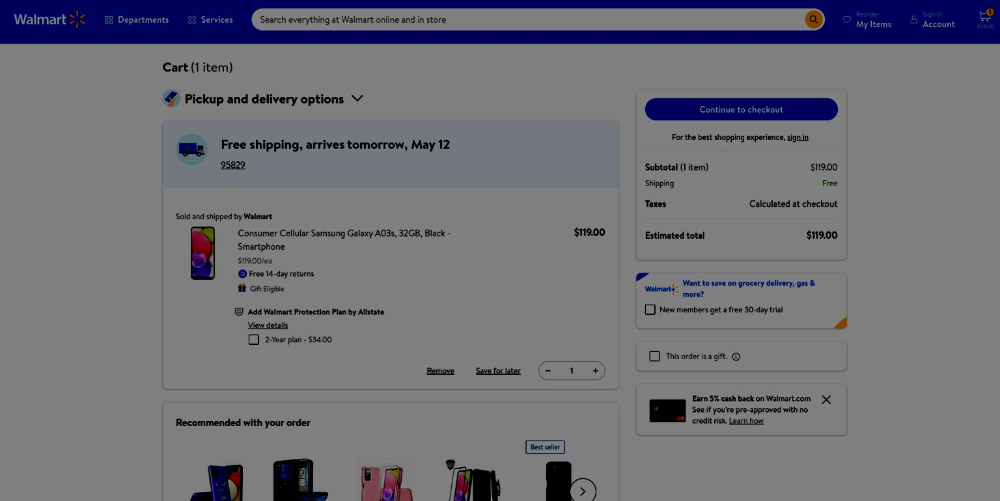 Walmart
Departments
Services
Search everything at Walmart online and in store
Reorder
My Items
Sign In
Account
1
$119.00
Cart (1 item)
Pickup and delivery options
Free shipping, arrives tomorrow, May 12
95829
Sold and shipped by Walmart
Consumer Cellular Samsung Galaxy A03s, 32GB, Black -
Smartphone
$119.00
$119.00/ea
Free 14-day returns
Gift Eligible
Add Walmart Protection Plan by Allstate
View details
2-Year plan - $34.00
Remove
Save for later
− 1 +
Recommended with your order
Best seller
Continue to checkout
For the best shopping experience, sign in
Subtotal (1 item) $119.00
Shipping Free
Taxes Calculated at checkout
Estimated total $119.00
Walmart+
Want to save on grocery delivery, gas &
more?
New members get a free 30-day trial
This order is a gift.
Earn 5% cash back on Walmart.com
See if you're pre-approved with no
credit risk. Learn how